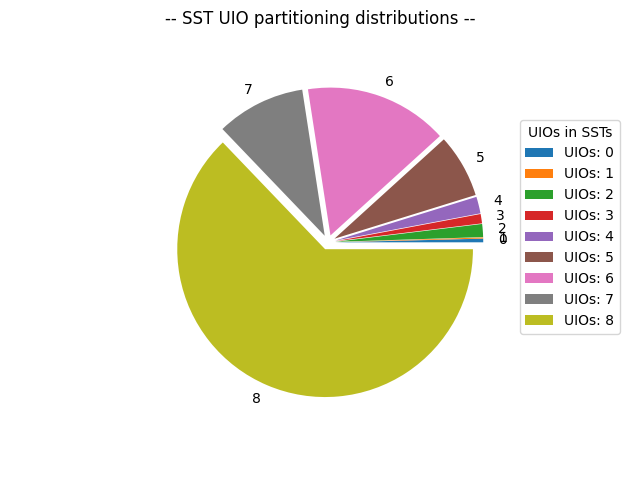 -- SST UIO partitioning distributions --
7
6
5
4
3
2
1
0
8
UIOs in SSTs
UIOs: 0
UIOs: 1
UIOs: 2
UIOs: 3
UIOs: 4
UIOs: 5
UIOs: 6
UIOs: 7
UIOs: 8